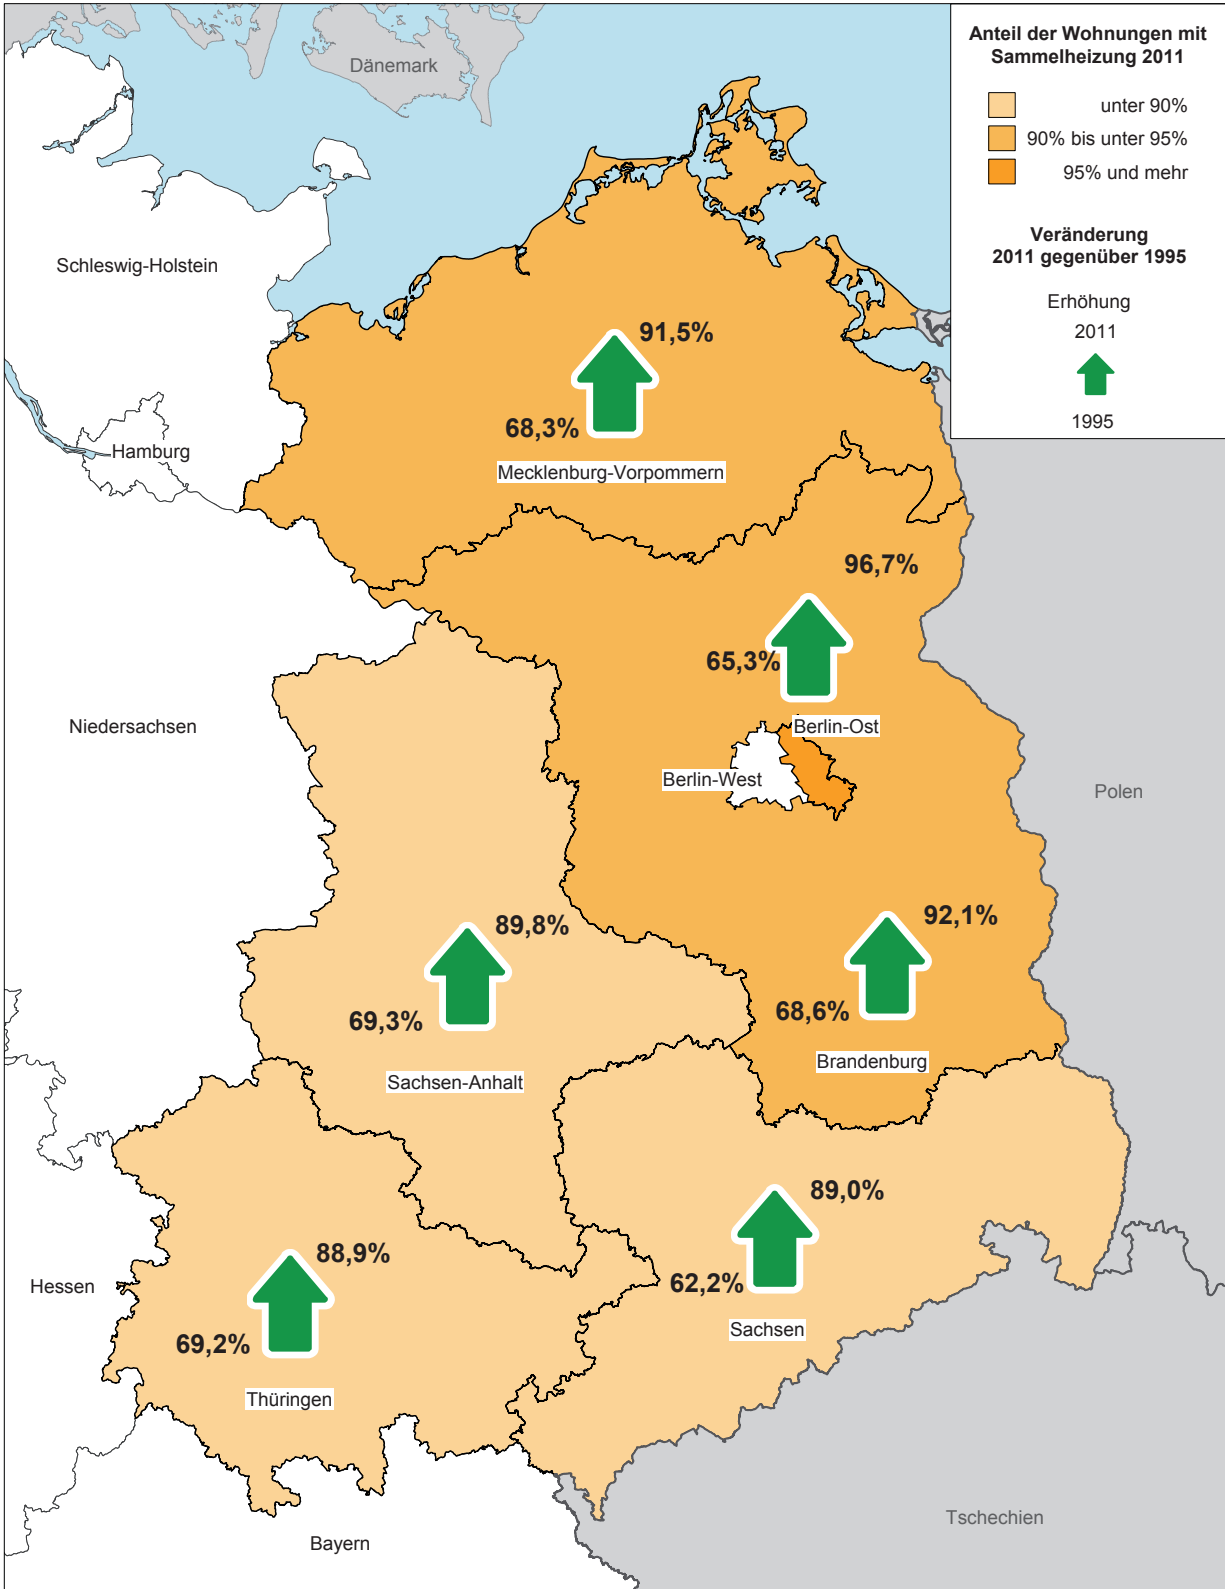 Anteil der Wohnungen mit
Sammelheizung 2011
unter 90%
90% bis unter 95%
95% und mehr
Veränderung
2011 gegenüber 1995
Erhöhung
2011
1995
Dänemark
Schleswig-Holstein
Hamburg
91,5%
68,3%
Mecklenburg-Vorpommern
96,7%
65,3%
Berlin-Ost
Berlin-West
Niedersachsen
Polen
89,8%
69,3%
Sachsen-Anhalt
92,1%
68,6%
Brandenburg
89,0%
62,2%
Sachsen
88,9%
69,2%
Thüringen
Hessen
Bayern
Tschechien